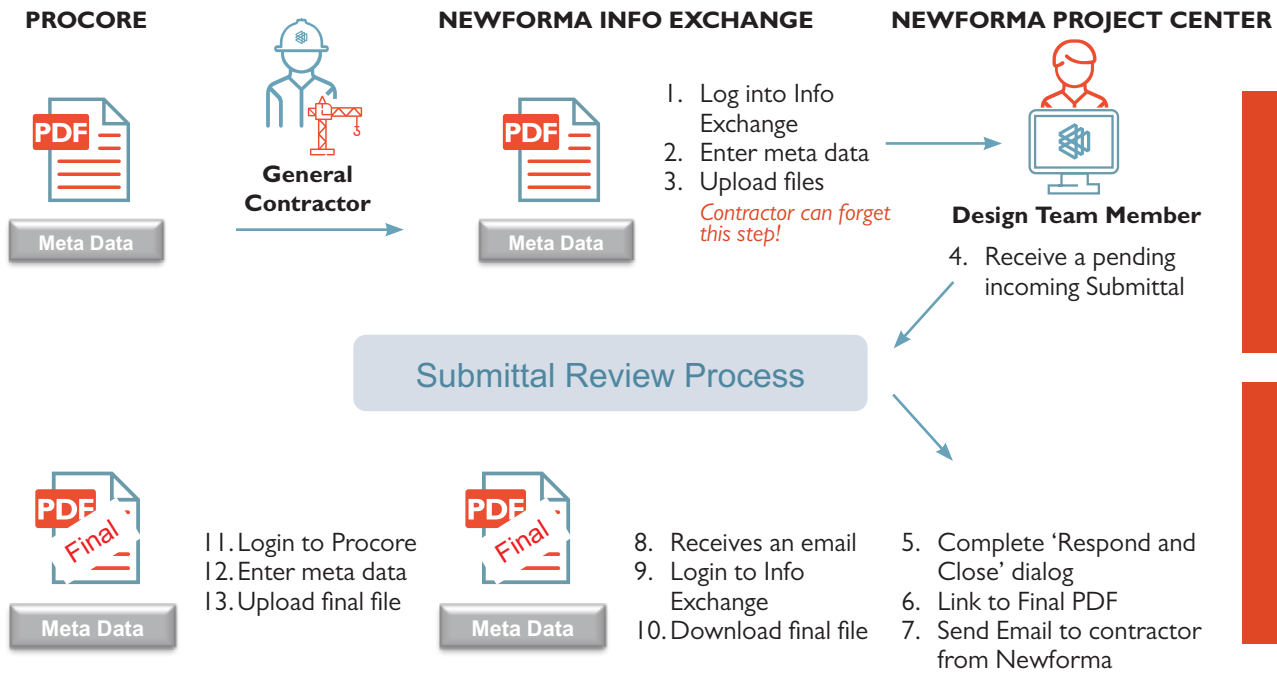 PROCORE
NEWFORMA INFO EXCHANGE
NEWFORMA PROJECT CENTER
PDF
Meta Data
General
Contractor
PDF
Meta Data
1. Log into Info
Exchange
2. Enter meta data
3. Upload files
Contractor can forget
this step!
Design Team Member
4. Receive a pending
incoming Submittal
Submittal Review Process
PDF
Final
Meta Data
11. Login to Procore
12. Enter meta data
13. Upload final file
PDF
Final
Meta Data
8. Receives an email
9. Login to Info
Exchange
10. Download final file
5. Complete ‘Respond and
Close’ dialog
6. Link to Final PDF
7. Send Email to contractor
from Newforma